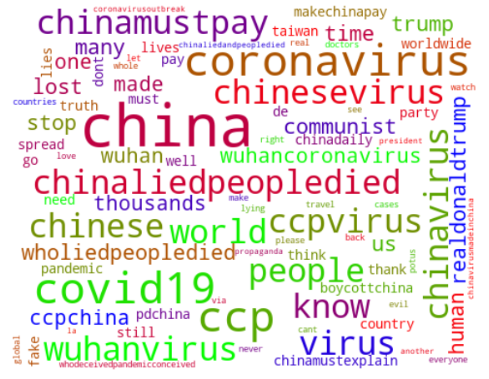 coronavirusoutbreak
makechinapay
chinamustpay
trump
taiwan
time
many
lives
chinaliedandpeopledied
real
doctors
worldwide
lies
one
dont
let
whole
pay
coronavirus
lost
made
countries
truth
must
chinesevirus
watch
stop
china
de
see
party
communist
spread
wuhan
well
right
chinadaily
president
go
love
wuhancoronavirus
chinaliedpeopledied
chinavirus
realdonaldtrump
chinavirusmadeinchina
need
thousands
make
lying
travel
cases
chinese
world
ccpvirus
please
back
us
wholiedpeopledied
propaganda
think
pandemic
people
thank
potus
covid19
via
boycottchina
evil
ccpchina
pdchina
ccp
know
country
human
la
still
cant
another
global
fake
wuhanvirus
never
virus
everyone
whodeceivedpandemicconceived
chinamustexplain